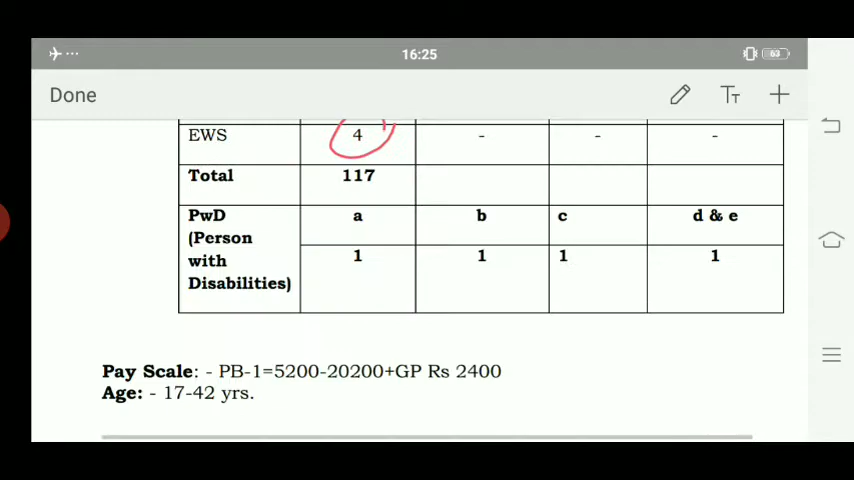 16:25
63
Done
EWS 4 - - -
Total 117
PwD (Person with Disabilities) a b c d & e
1 1 1 1
Pay Scale: - PB-1=5200-20200+GP Rs 2400
Age: - 17-42 yrs.